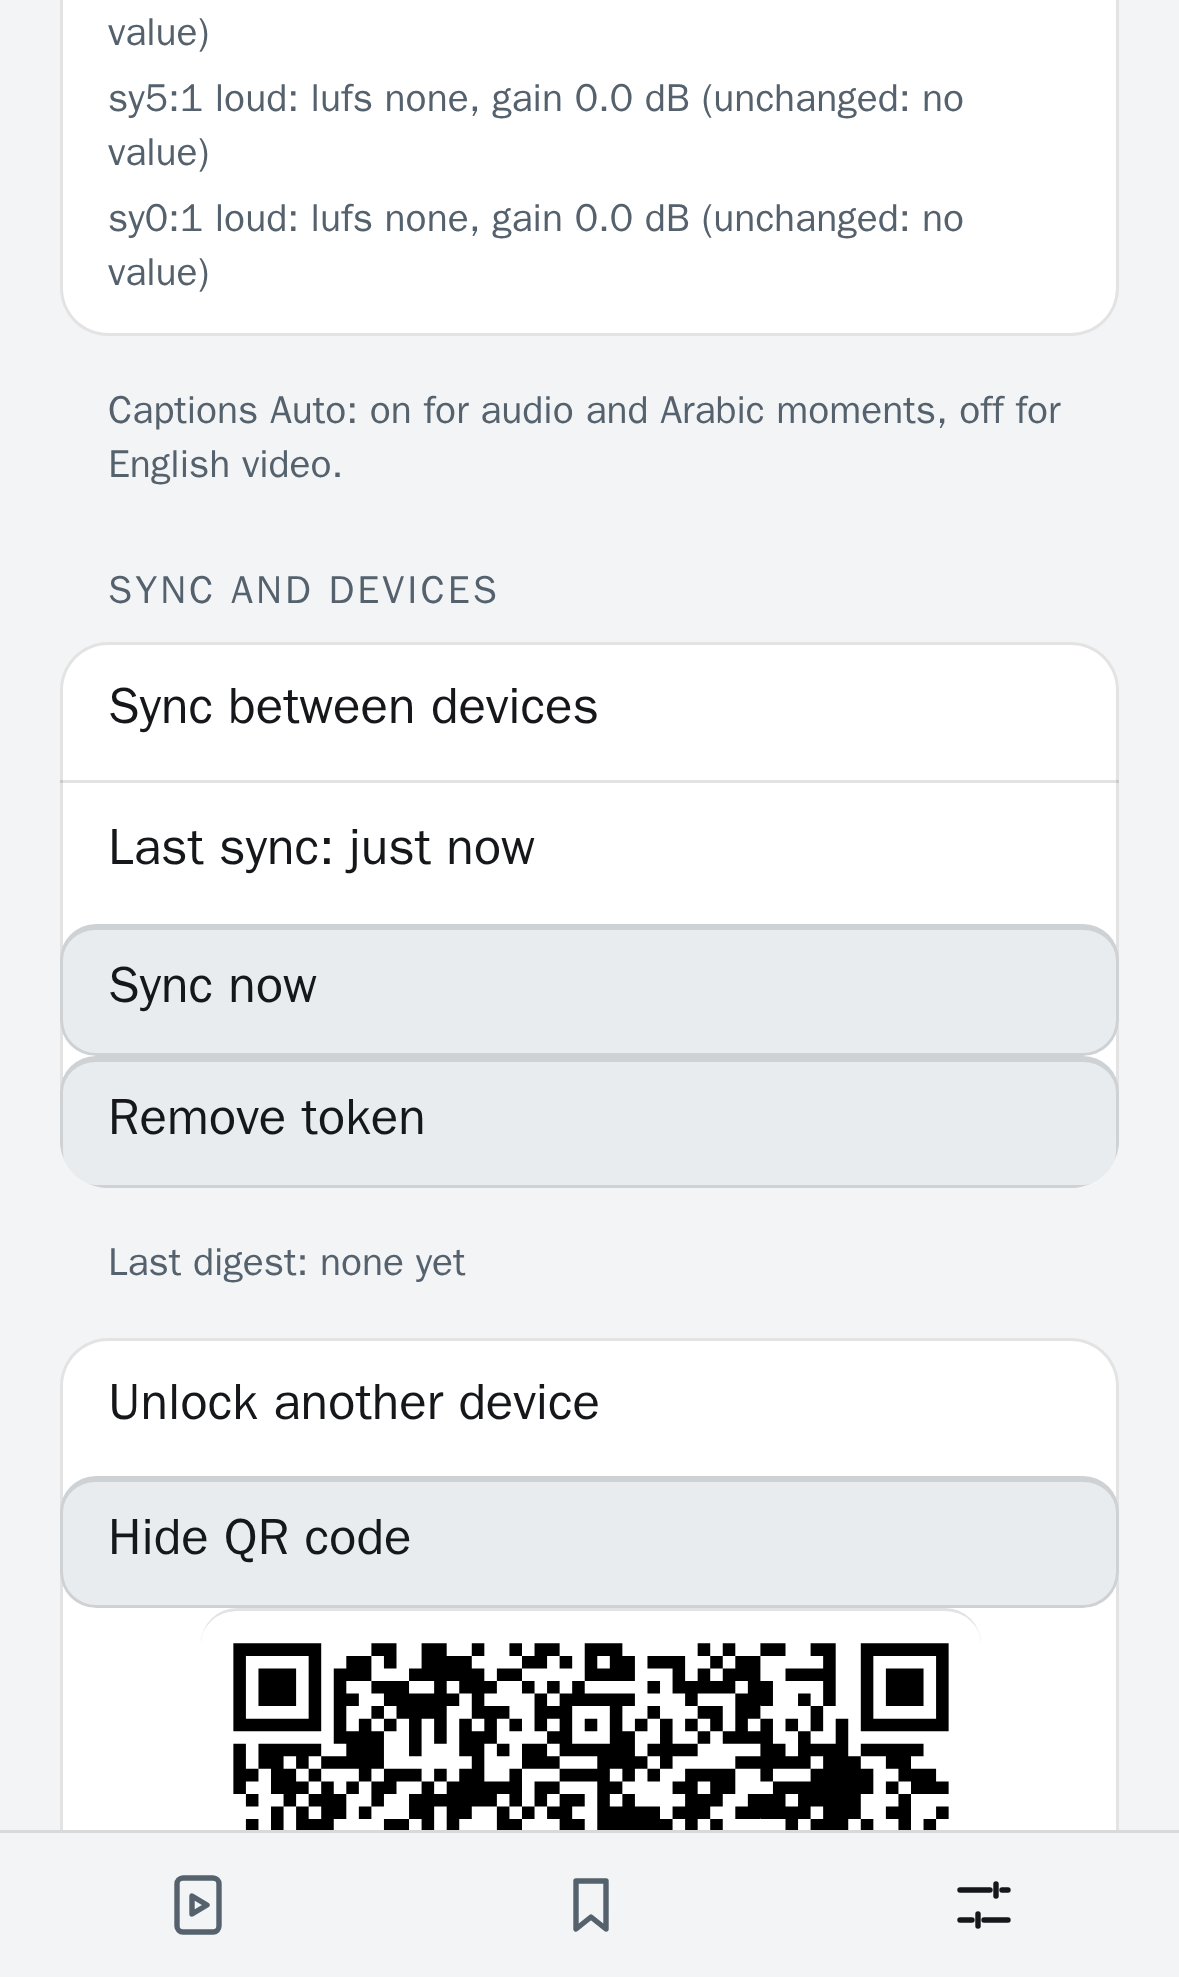 value)
sy5:1 loud: lufs none, gain 0.0 dB (unchanged: no
value)
sy0:1 loud: lufs none, gain 0.0 dB (unchanged: no
value)
Captions Auto: on for audio and Arabic moments, off for
English video.
SYNC AND DEVICES
Sync between devices
Last sync: just now
Sync now
Remove token
Last digest: none yet
Unlock another device
Hide QR code